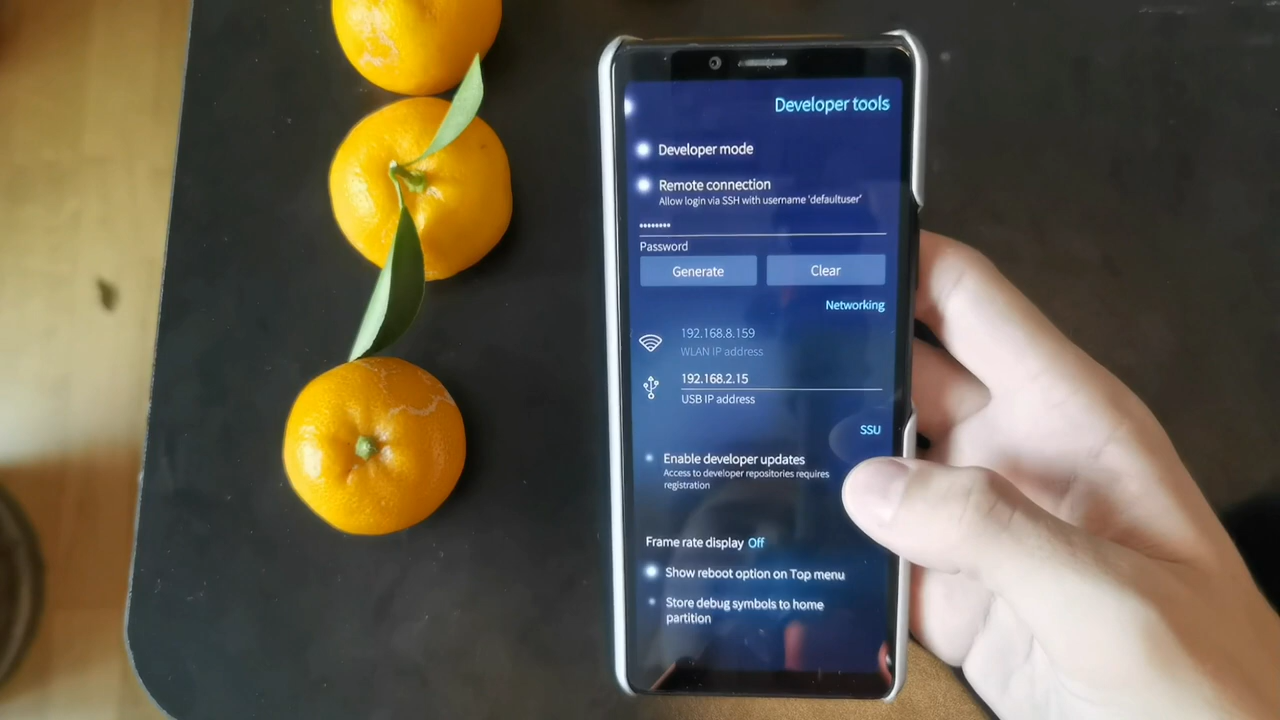 Developer tools
Developer mode
Remote connection
Allow login via SSH with username 'defaultuser'
••••••••
Password
Generate
Clear
Networking
192.168.8.159
WLAN IP address
192.168.2.15
USB IP address
SSU
Enable developer updates
Access to developer repositories requires
registration
Frame rate display Off
Show reboot option on Top menu
Store debug symbols to home
partition